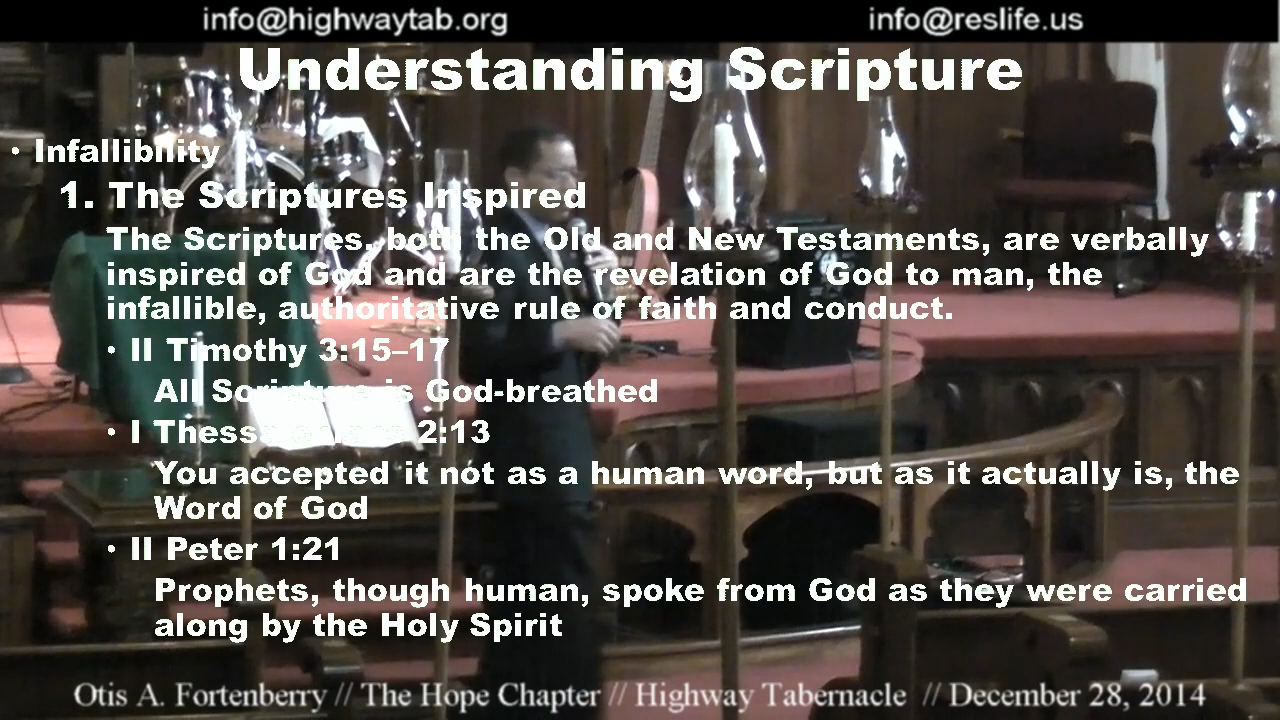 info@highwaytab.org info@reslife.us
Understanding Scripture
• Infallibility
1. The Scriptures Inspired
The Scriptures, both the Old and New Testaments, are verbally
inspired of God and are the revelation of God to man, the
infallible, authoritative rule of faith and conduct.
• II Timothy 3:15–17
All Scripture is God-breathed
• I 2:13
You accepted it not as a human word, but as it actually is, the
Word of God
• II Peter 1:21
Prophets, though human, spoke from God as they were carried
along by the Holy Spirit
Otis A. Fortenberry // The Hope Chapter // Highway Tabernacle // December 28, 2014